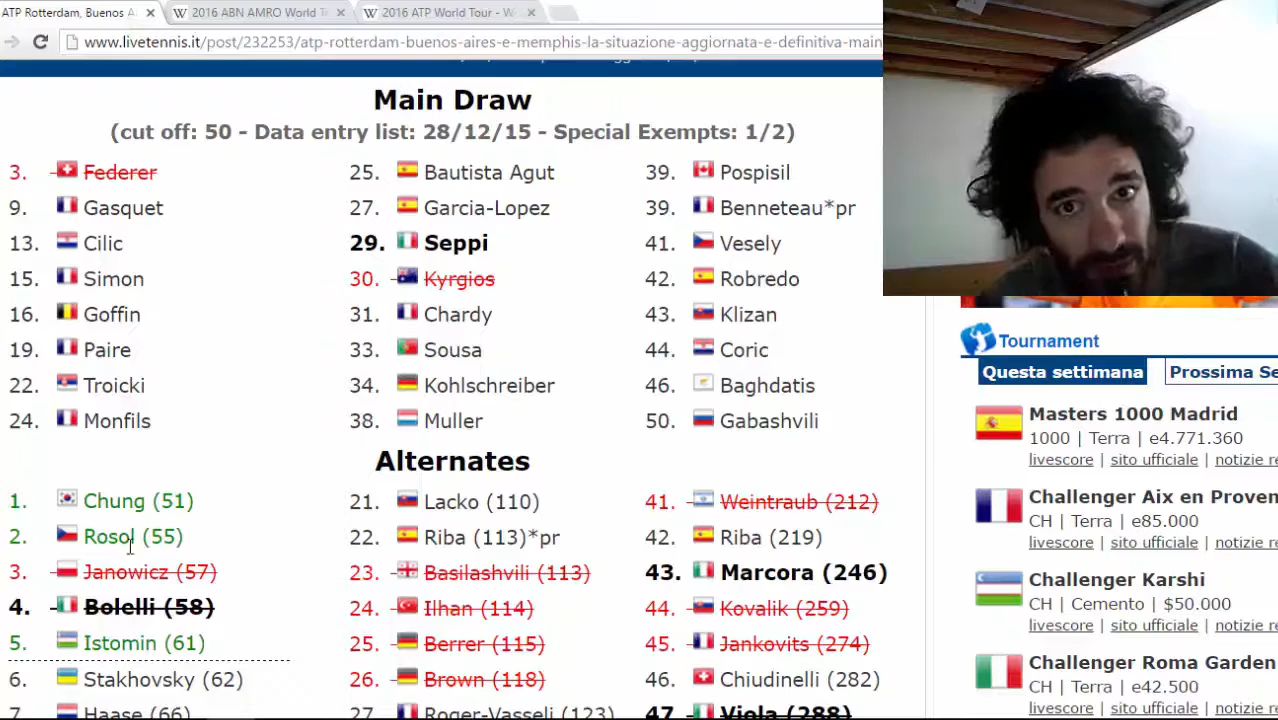 ATP Rotterdam, Buenos A
2016 ABN AMRO World T
2016 ATP World Tour - W
www.livetennis.it/post/232253/atp-rotterdam-buenos-aires-e-memphis-la-situazione-aggiornata-e-definitiva-main
Main Draw
(cut off: 50 - Data entry list: 28/12/15 - Special Exempts: 1/2)
3. Federer
9. Gasquet
13. Cilic
15. Simon
16. Goffin
19. Paire
22. Troicki
24. Monfils
25. Bautista Agut
27. Garcia-Lopez
29. Seppi
30. Kyrgios
31. Chardy
33. Sousa
34. Kohlschreiber
38. Muller
39. Pospisil
39. Benneteau*pr
41. Vesely
42. Robredo
43. Klizan
44. Coric
46. Baghdatis
50. Gabashvili
Alternates
1. Chung (51)
2. Rosol (55)
3. Janowicz (57)
4. Bolelli (58)
5. Istomin (61)
6. Stakhovsky (62)
7. Haase (66)
21. Lacko (110)
22. Riba (113)*pr
23. Basilashvili (113)
24. Ilhan (114)
25. Berrer (115)
26. Brown (118)
27. Roger-Vasseli (123)
41. Weintraub (212)
42. Riba (219)
43. Marcora (246)
44. Kovalik (259)
45. Jankovits (274)
46. Chiudinelli (282)
47. Viola (288)
Tournament
Questa settimana
Prossima Se
Masters 1000 Madrid
1000 | Terra | e4.771.360
livescore | sito ufficiale | notizie re
Challenger Aix en Proven
CH | Terra | e85.000
livescore | sito ufficiale | notizie re
Challenger Karshi
CH | Cemento | $50.000
livescore | sito ufficiale | notizie re
Challenger Roma Garden
CH | Terra | e42.500
livescore | sito ufficiale | notizie re